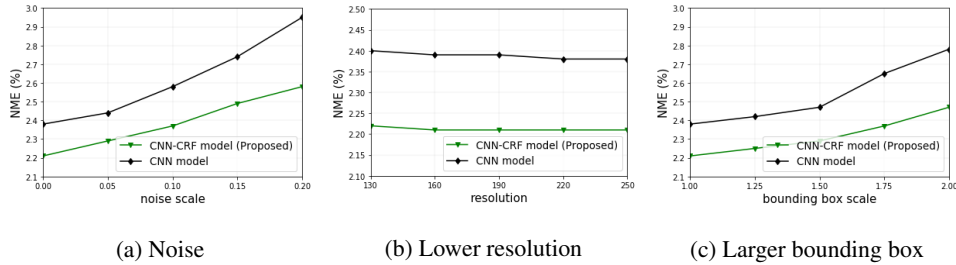 3.0
2.9
2.8
2.7
2.6
2.5
2.4
2.3
2.2
2.1
NME (%)
0.00 0.05 0.10 0.15 0.20
noise scale
CNN-CRF model (Proposed)
CNN model
(a) Noise
2.45
2.40
2.35
2.30
2.25
2.20
2.15
2.10
NME (%)
130 160 190 220 250
resolution
CNN-CRF model (Proposed)
CNN model
(b) Lower resolution
3.0
2.9
2.8
2.7
2.6
2.5
2.4
2.3
2.2
2.1
NME (%)
1.00 1.25 1.50 1.75 2.00
bounding box scale
CNN-CRF model (Proposed)
CNN model
(c) Larger bounding box